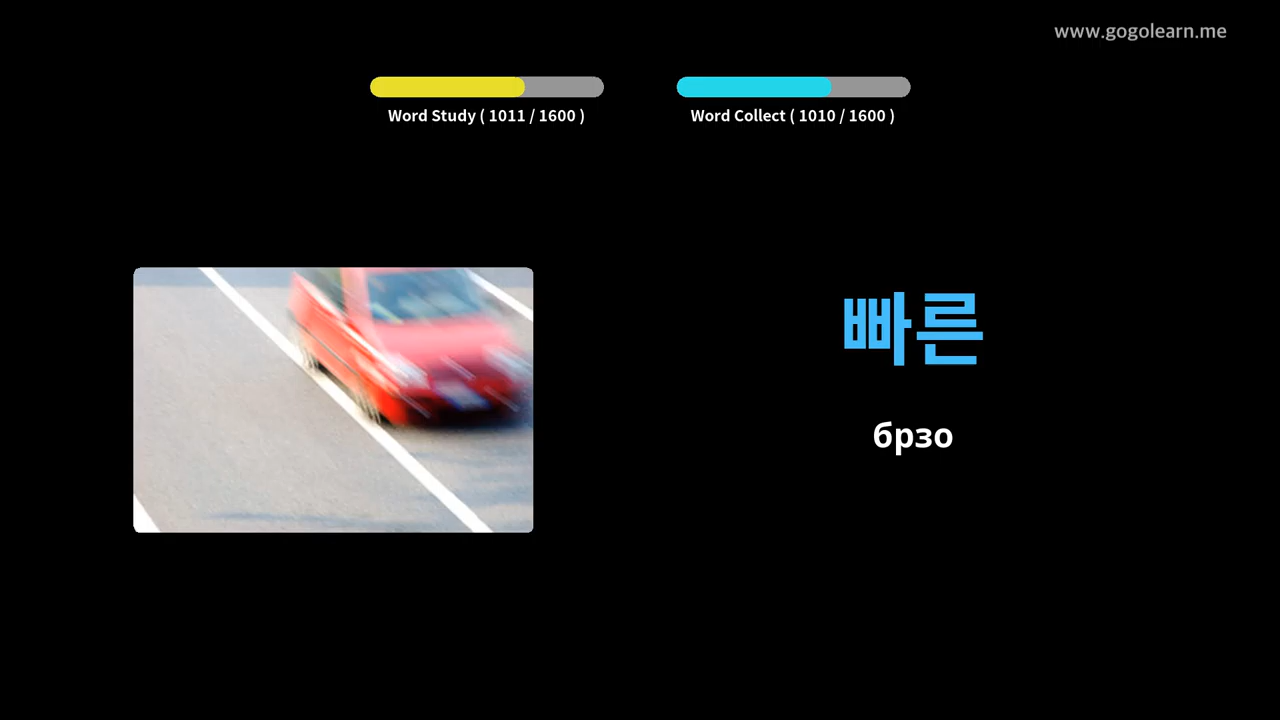 www.gogolearn.me
Word Study ( 1011 / 1600 )
Word Collect ( 1010 / 1600 )
빠른
брзо